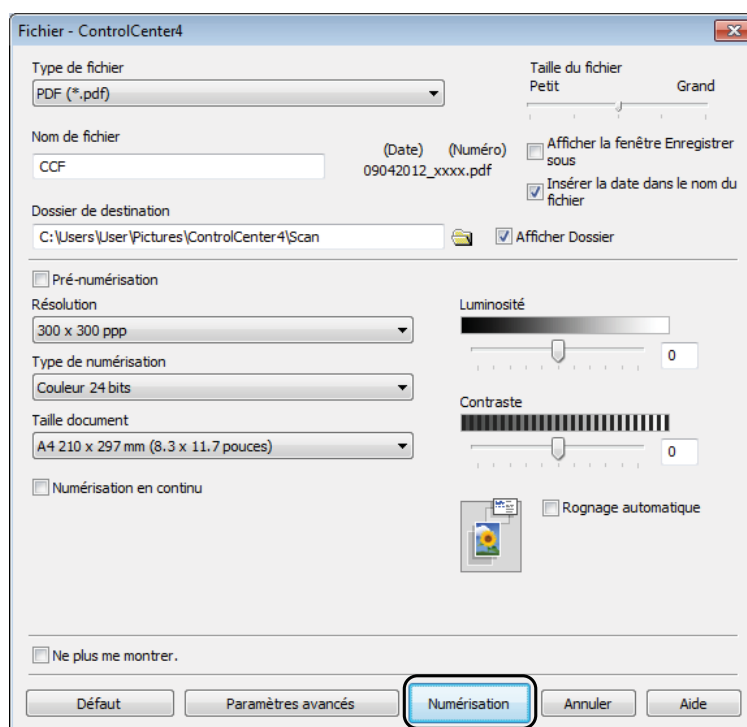 Fichier - ControlCenter4
Type de fichier
PDF (*.pdf)
Taille du fichier
Petit Grand
Nom de fichier
CCF
(Date) (Numéro)
09042012_xxxx.pdf
Afficher la fenêtre Enregistrer
sous
Insérer la date dans le nom du
fichier
Dossier de destination
C:\Users\User\Pictures\ControlCenter4\Scan
Afficher Dossier
Pré-numérisation
Résolution
300 x 300 ppp
Type de numérisation
Couleur 24 bits
Taille document
A4 210 x 297 mm (8.3 x 11.7 pouces)
Numérisation en continu
Luminosité
0
Contraste
0
Rognage automatique
Ne plus me montrer.
Défaut Paramètres avancés Numérisation Annuler Aide